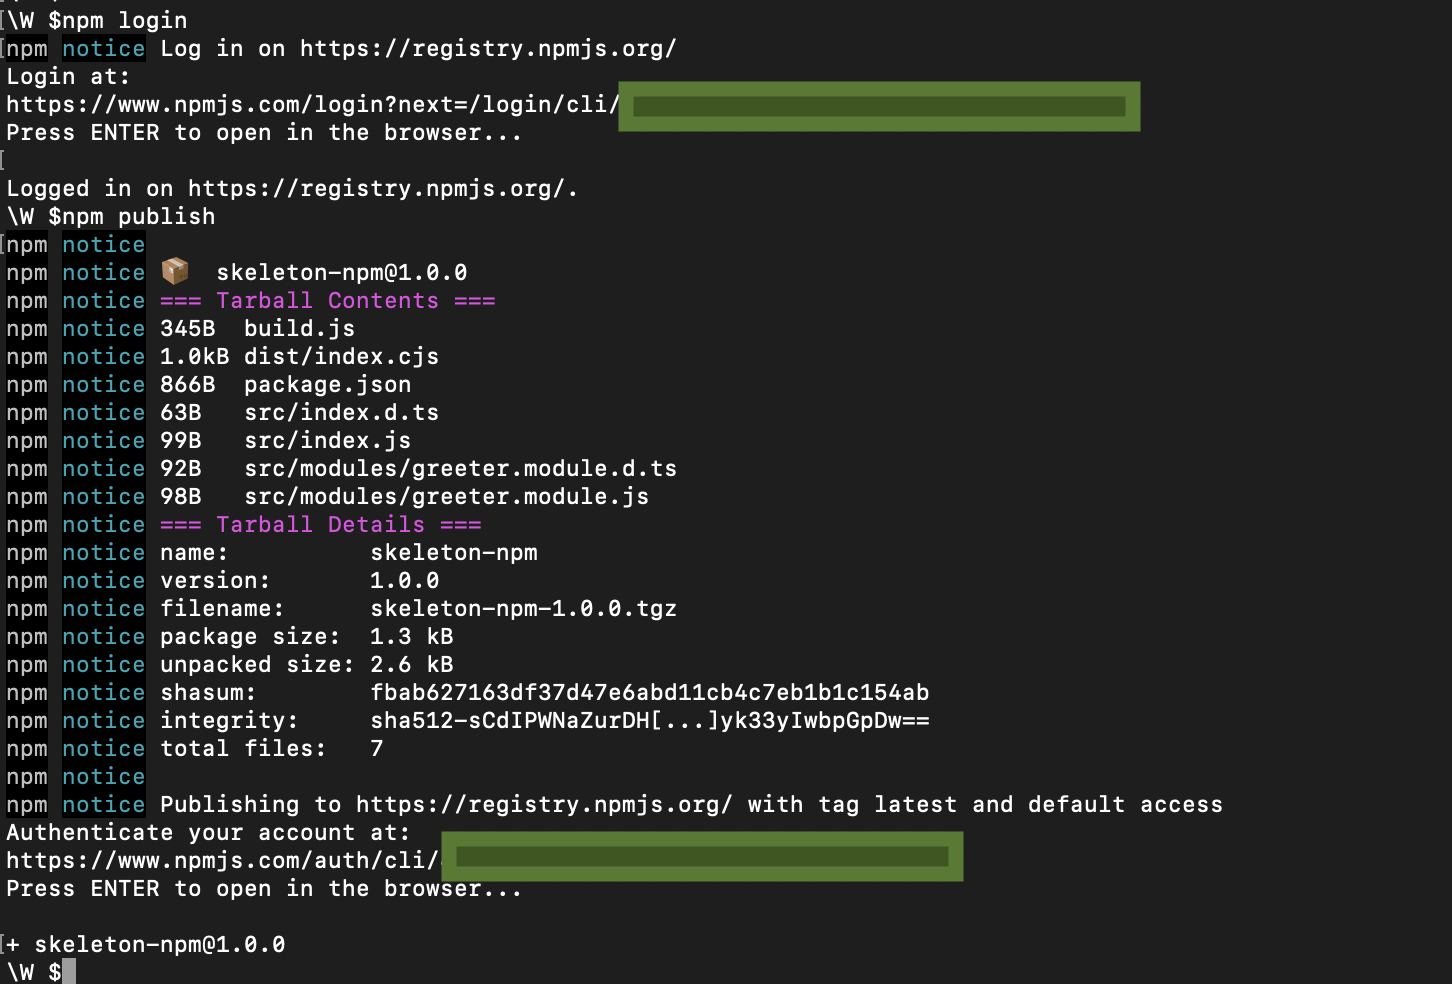 \W $npm login
npm notice Log in on https://registry.npmjs.org/
Login at:
https://www.npmjs.com/login?next=/login/cli/
Press ENTER to open in the browser...
Logged in on https://registry.npmjs.org/.
\W $npm publish
npm notice
npm notice 📦  skeleton-npm@1.0.0
npm notice === Tarball Contents ===
npm notice 345B  build.js
npm notice 1.0kB dist/index.cjs
npm notice 866B  package.json
npm notice 63B   src/index.d.ts
npm notice 99B   src/index.js
npm notice 92B   src/modules/greeter.module.d.ts
npm notice 98B   src/modules/greeter.module.js
npm notice === Tarball Details ===
npm notice name:          skeleton-npm
npm notice version:       1.0.0
npm notice filename:      skeleton-npm-1.0.0.tgz
npm notice package size:  1.3 kB
npm notice unpacked size: 2.6 kB
npm notice shasum:        fbab627163df37d47e6abd11cb4c7eb1b1c154ab
npm notice integrity:     sha512-sCdIPWNaZurDH[...]yk33yIwbpGpDw==
npm notice total files:   7
npm notice
npm notice Publishing to https://registry.npmjs.org/ with tag latest and default access
Authenticate your account at:
https://www.npmjs.com/auth/cli/
Press ENTER to open in the browser...
+ skeleton-npm@1.0.0
\W $